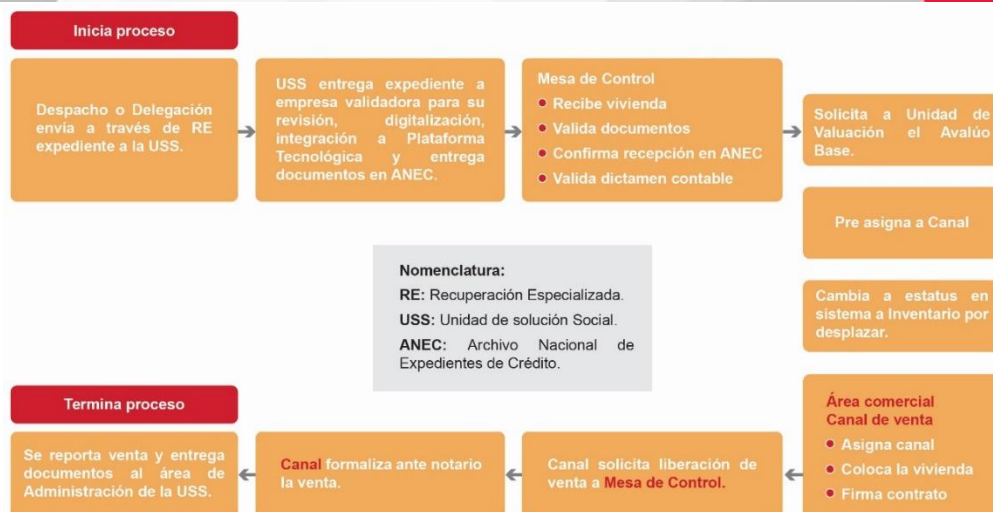 Inicia proceso
Despacho o Delegación
envía a través de RE
expediente a la USS.
USS entrega expediente a
empresa validadora para su
revisión, digitalización,
integración a Plataforma
Tecnológica y entrega
documentos en ANEC.
Mesa de Control
• Recibe vivienda
• Valida documentos
• Confirma recepción en ANEC
• Valida dictamen contable
Solicita a Unidad de
Valuación el Avalúo
Base.
Pre asigna a Canal
Cambia a estatus en
sistema a Inventario por
desplazar.
Nomenclatura:
RE: Recuperación Especializada.
USS: Unidad de solución Social.
ANEC: Archivo Nacional de
Expedientes de Crédito.
Área comercial
Canal de venta
• Asigna canal
• Coloca la vivienda
• Firma contrato
Canal solicita liberación de
venta a Mesa de Control.
Canal formaliza ante notario
la venta.
Termina proceso
Se reporta venta y entrega
documentos al área de
Administración de la USS.